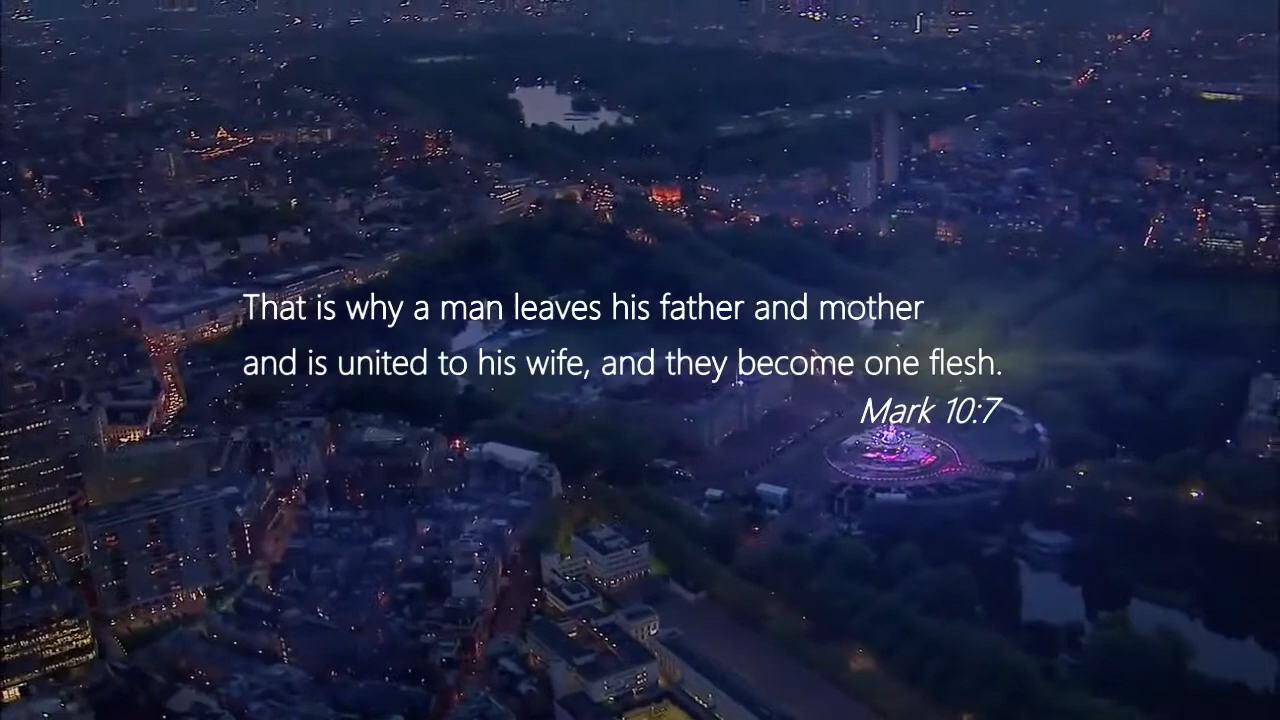 That is why a man leaves his father and mother
and is united to his wife, and they become one flesh.
Mark 10:7